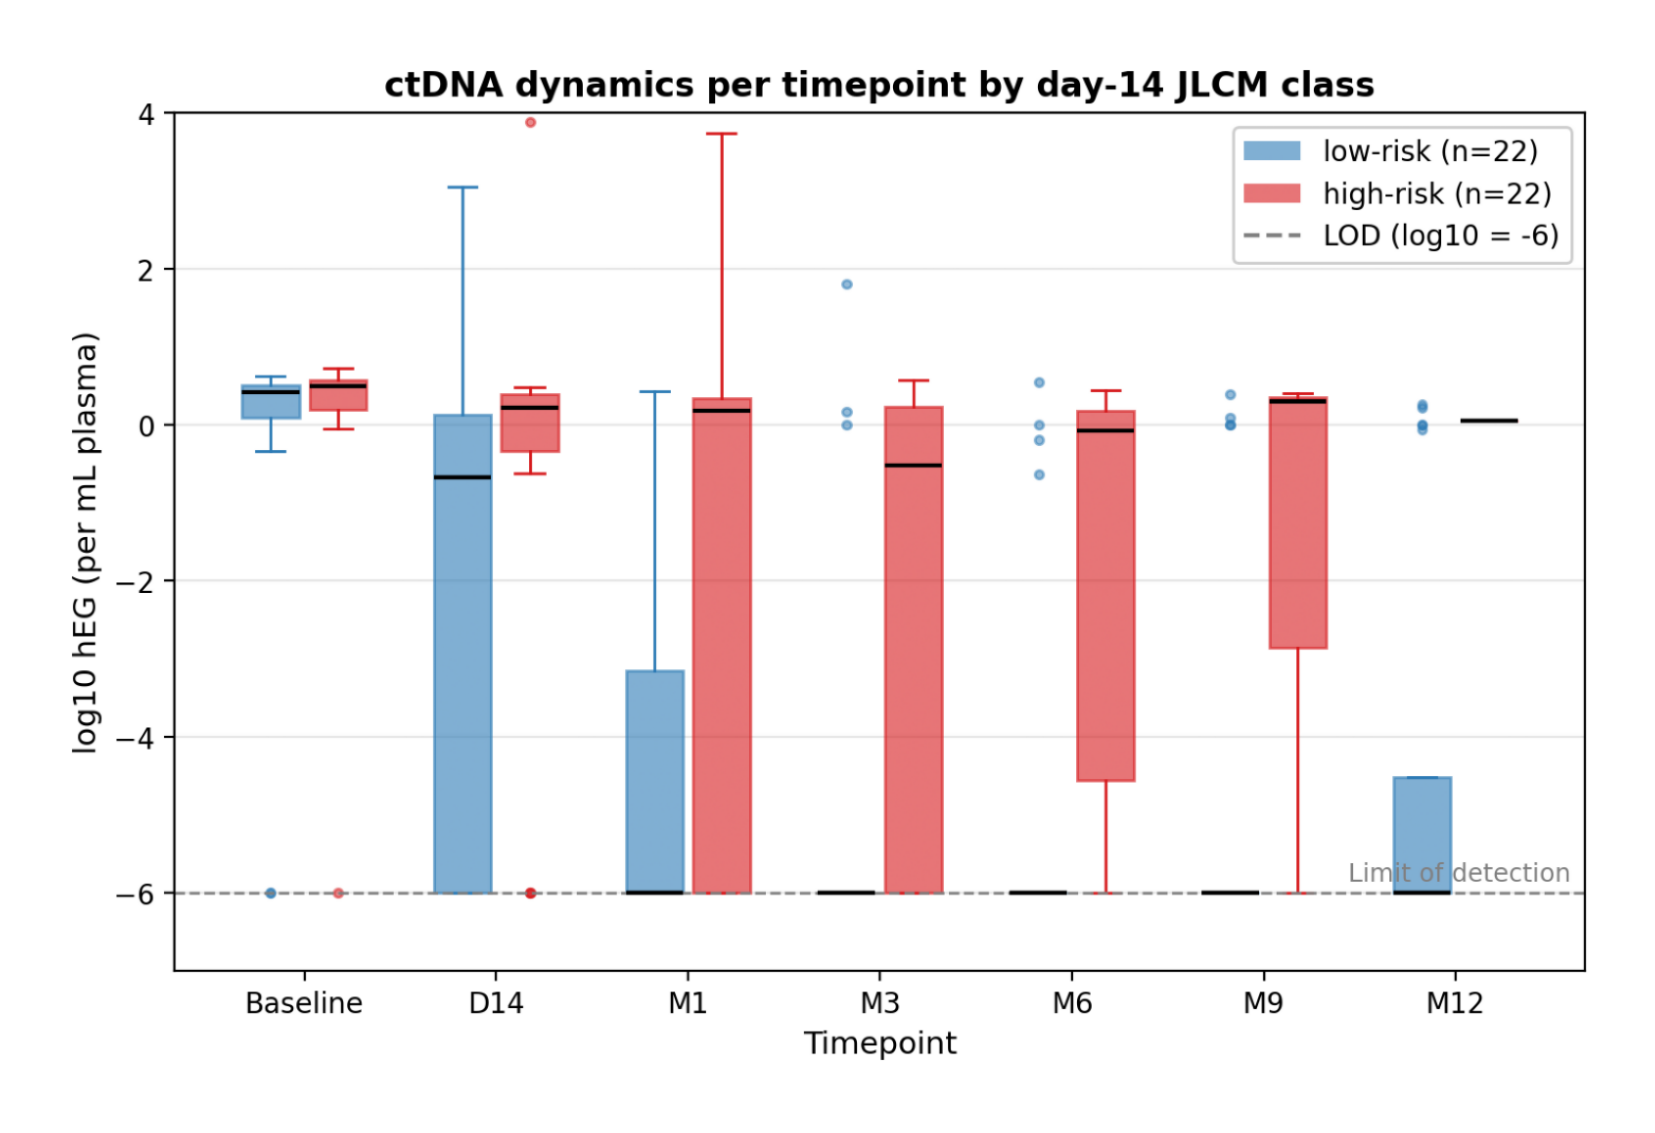 ctDNA dynamics per timepoint by day-14 JLCM class
low-risk (n=22)
high-risk (n=22)
LOD (log10 = -6)
log10 hEG (per mL plasma)
4
2
0
−2
−4
−6
Limit of detection
Baseline D14 M1 M3 M6 M9 M12
Timepoint